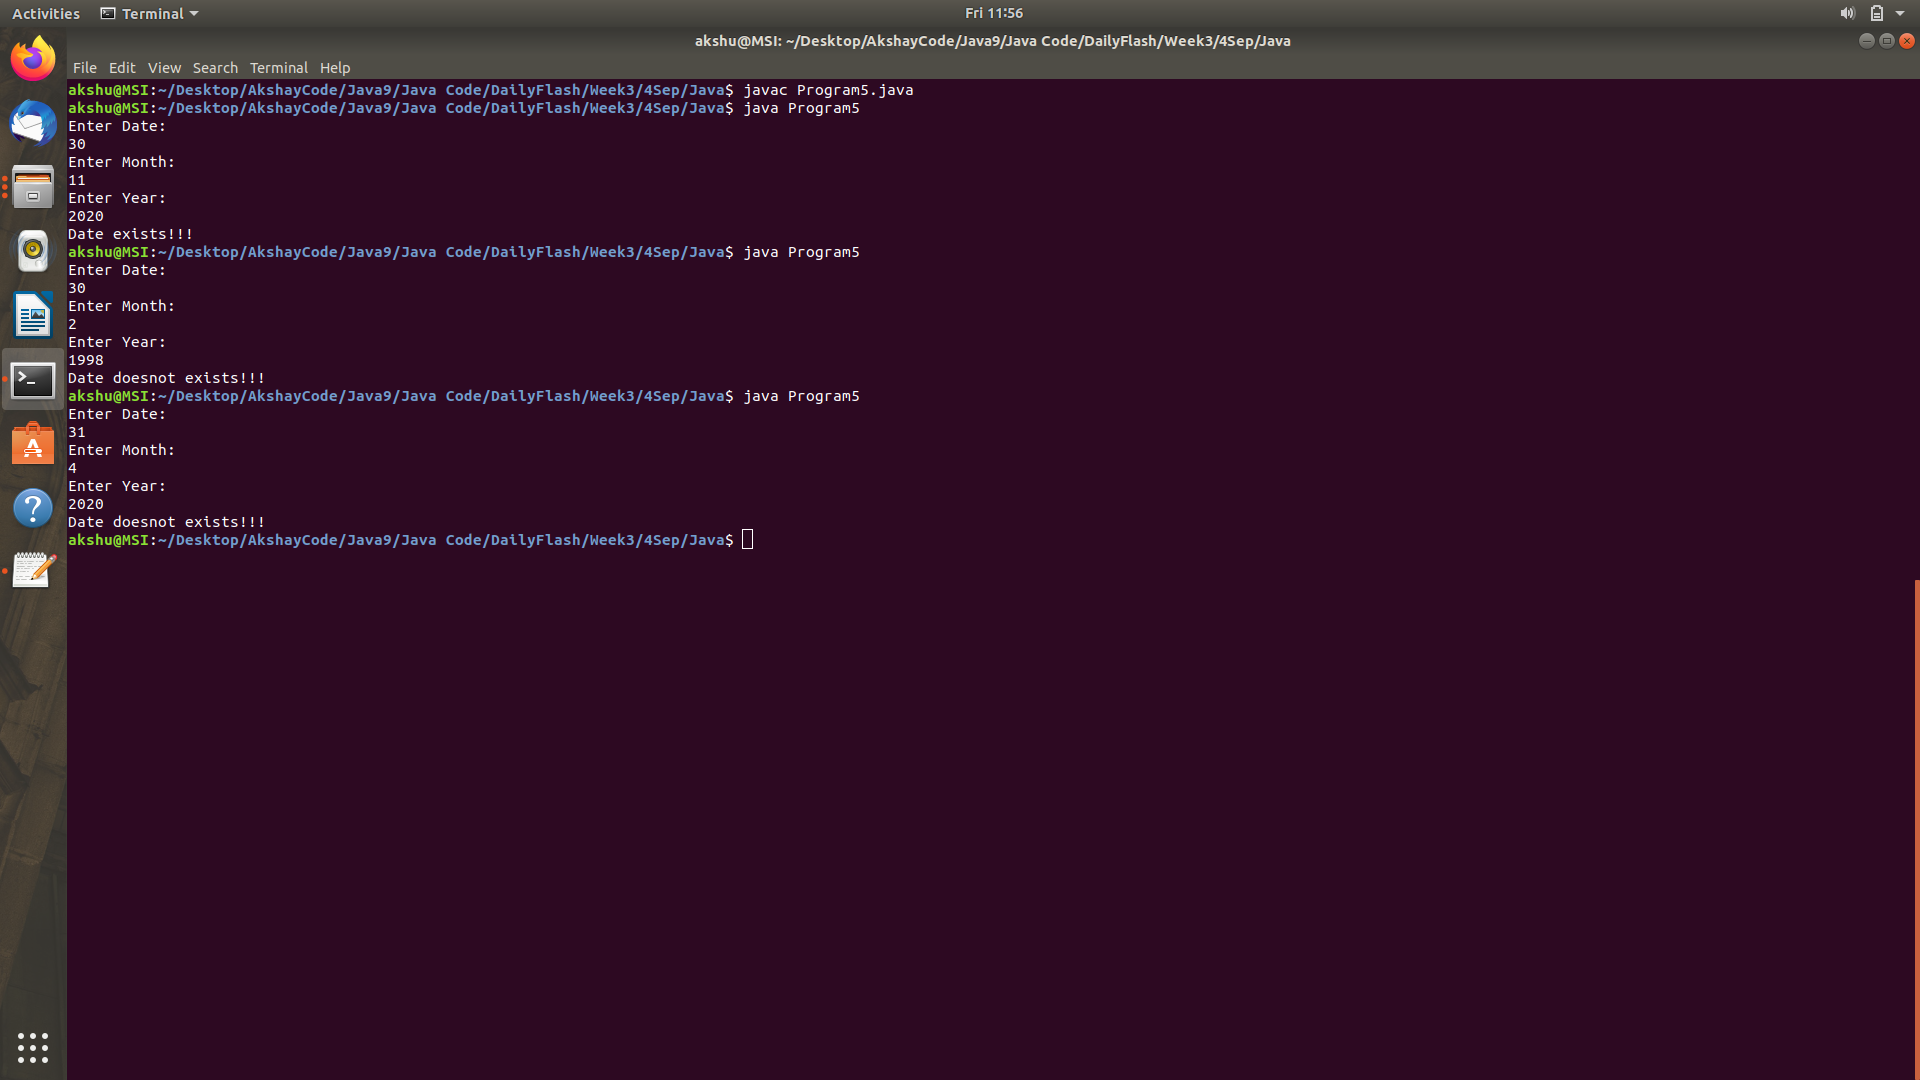 Activities Terminal Fri 11:56
akshu@MSI: ~/Desktop/AkshayCode/Java9/Java Code/DailyFlash/Week3/4Sep/Java
File Edit View Search Terminal Help
akshu@MSI:~/Desktop/AkshayCode/Java9/Java Code/DailyFlash/Week3/4Sep/Java$ javac Program5.java
akshu@MSI:~/Desktop/AkshayCode/Java9/Java Code/DailyFlash/Week3/4Sep/Java$ java Program5
Enter Date:
30
Enter Month:
11
Enter Year:
2020
Date exists!!!
akshu@MSI:~/Desktop/AkshayCode/Java9/Java Code/DailyFlash/Week3/4Sep/Java$ java Program5
Enter Date:
30
Enter Month:
2
Enter Year:
1998
Date doesnot exists!!!
akshu@MSI:~/Desktop/AkshayCode/Java9/Java Code/DailyFlash/Week3/4Sep/Java$ java Program5
Enter Date:
31
Enter Month:
4
Enter Year:
2020
Date doesnot exists!!!
akshu@MSI:~/Desktop/AkshayCode/Java9/Java Code/DailyFlash/Week3/4Sep/Java$